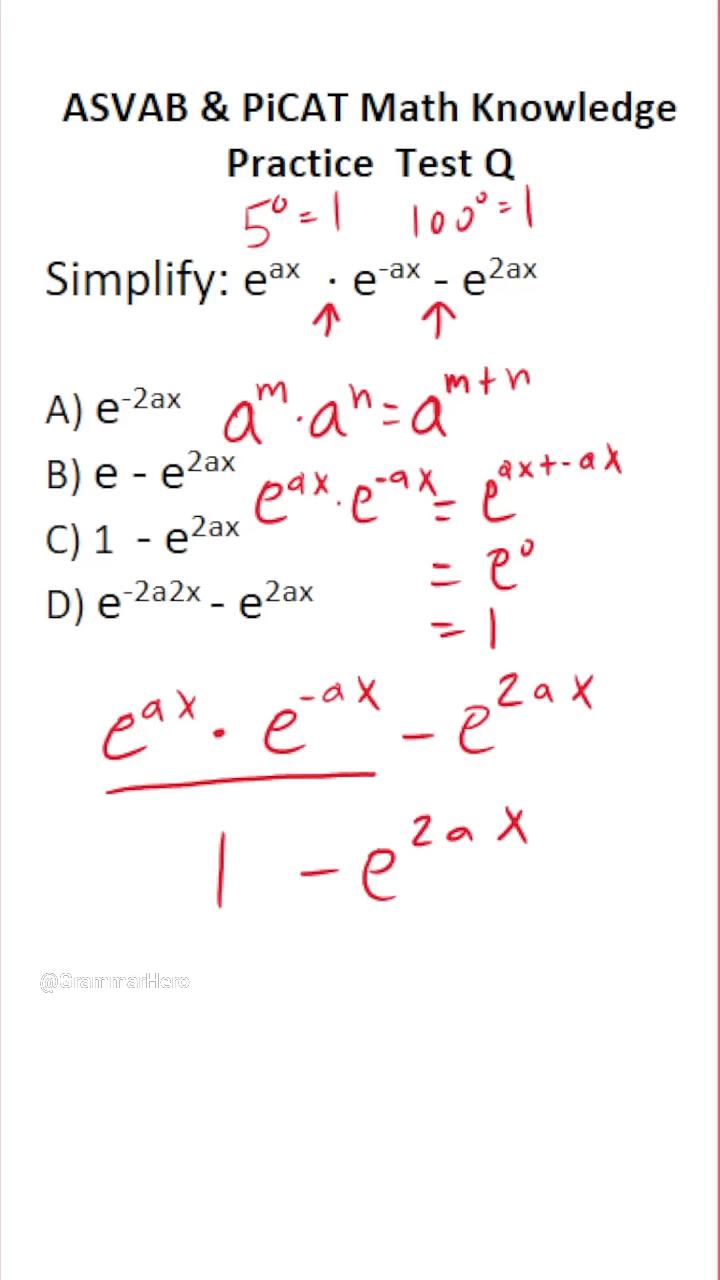 ASVAB & PiCAT Math Knowledge
Practice Test Q
5⁰ = 1 100⁰ = 1
Simplify: eᵃˣ · e⁻ᵃˣ - e²ᵃˣ
A) e⁻²ᵃˣ
aᵐ · aⁿ = aᵐ⁺ⁿ
B) e - e²ᵃˣ
eᵃˣ · e⁻ᵃˣ = eᵃˣ⁺⁻ᵃˣ
C) 1 - e²ᵃˣ
= e⁰
D) e⁻²ᵃ²ˣ - e²ᵃˣ
= 1
eᵃˣ · e⁻ᵃˣ - e²ᵃˣ
1 - e²ᵃˣ
@GrammarHero